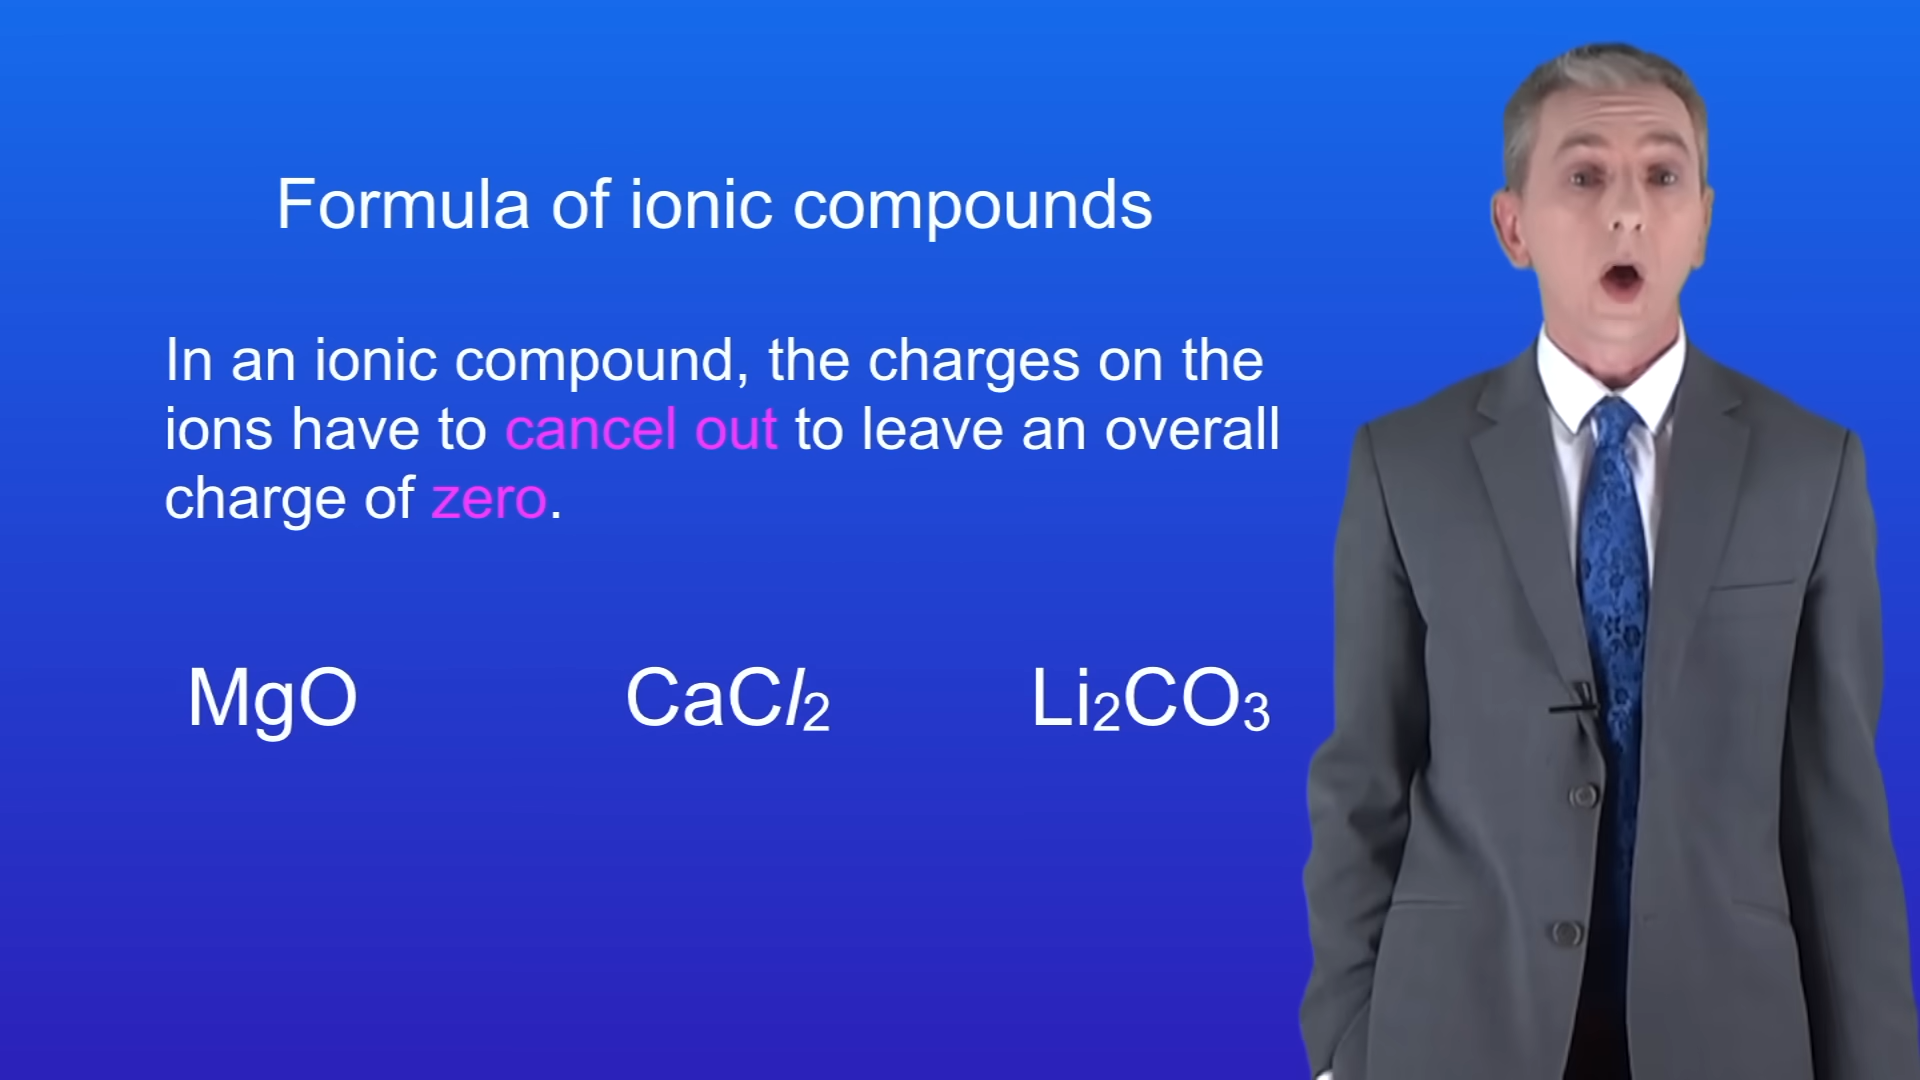 Formula of ionic compounds
In an ionic compound, the charges on the
ions have to cancel out to leave an overall
charge of zero.
MgO CaCl₂ Li₂CO₃